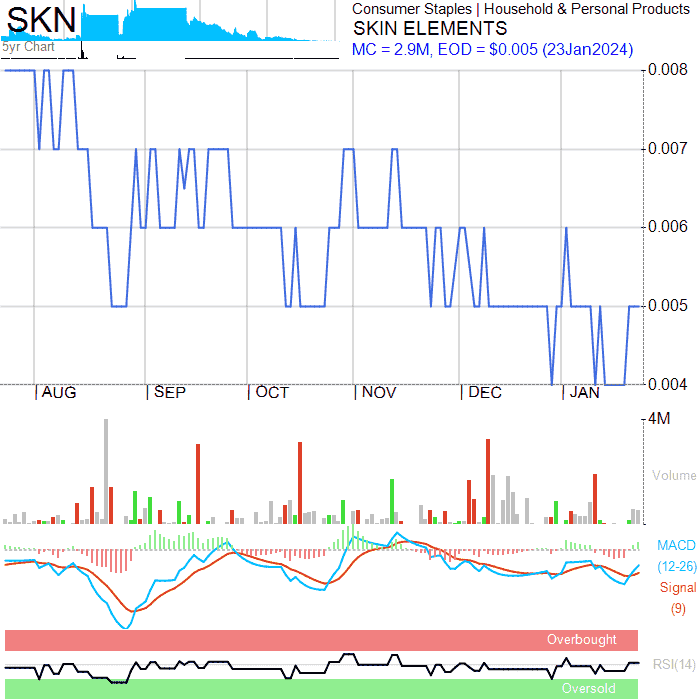 SKN
5yr Chart
Consumer Staples | Household & Personal Products
SKIN ELEMENTS
MC = 2.9M, EOD = $0.005 (23Jan2024)
0.008
0.007
0.006
0.005
0.004
AUG SEP OCT NOV DEC JAN
4M
Volume
MACD
(12-26)
Signal
(9)
Overbought
RSI(14)
Oversold